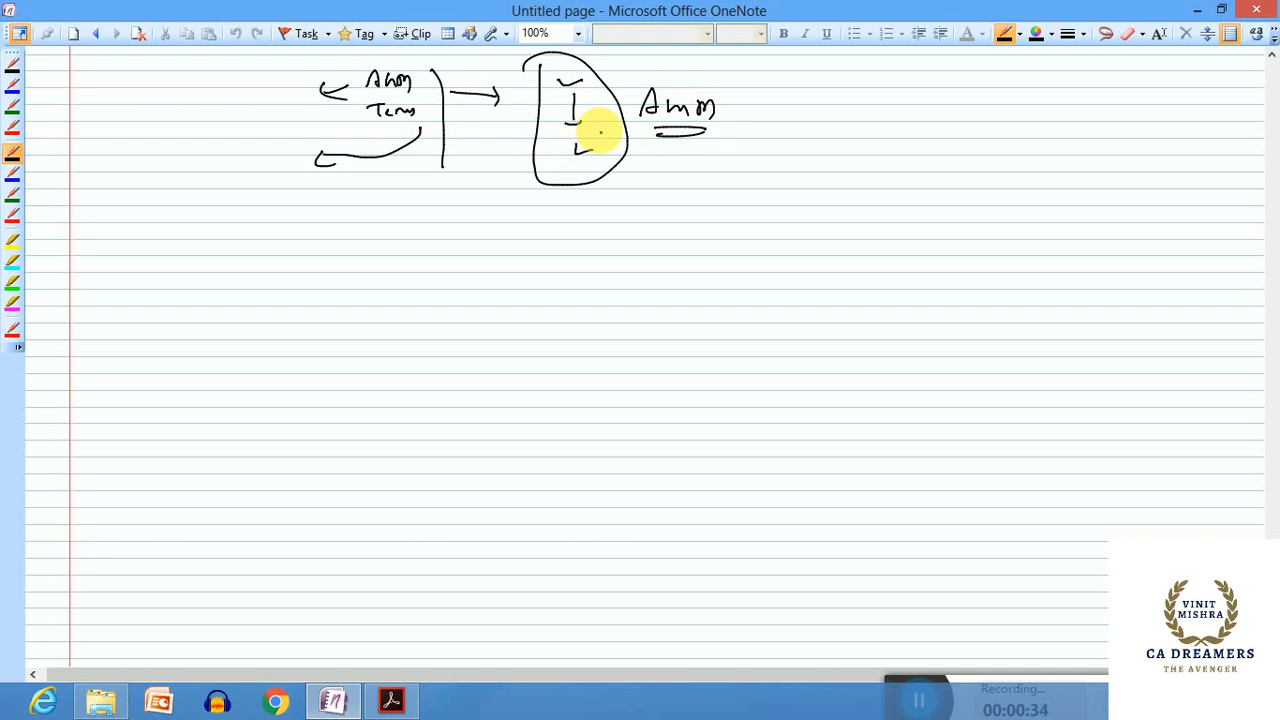 Untitled page - Microsoft Office OneNote
Task Tag Clip 100% B I U
Amm
Term
Amm
VINIT
MISHRA
CA DREAMERS
THE AVENGER
Recording...
00:00:34